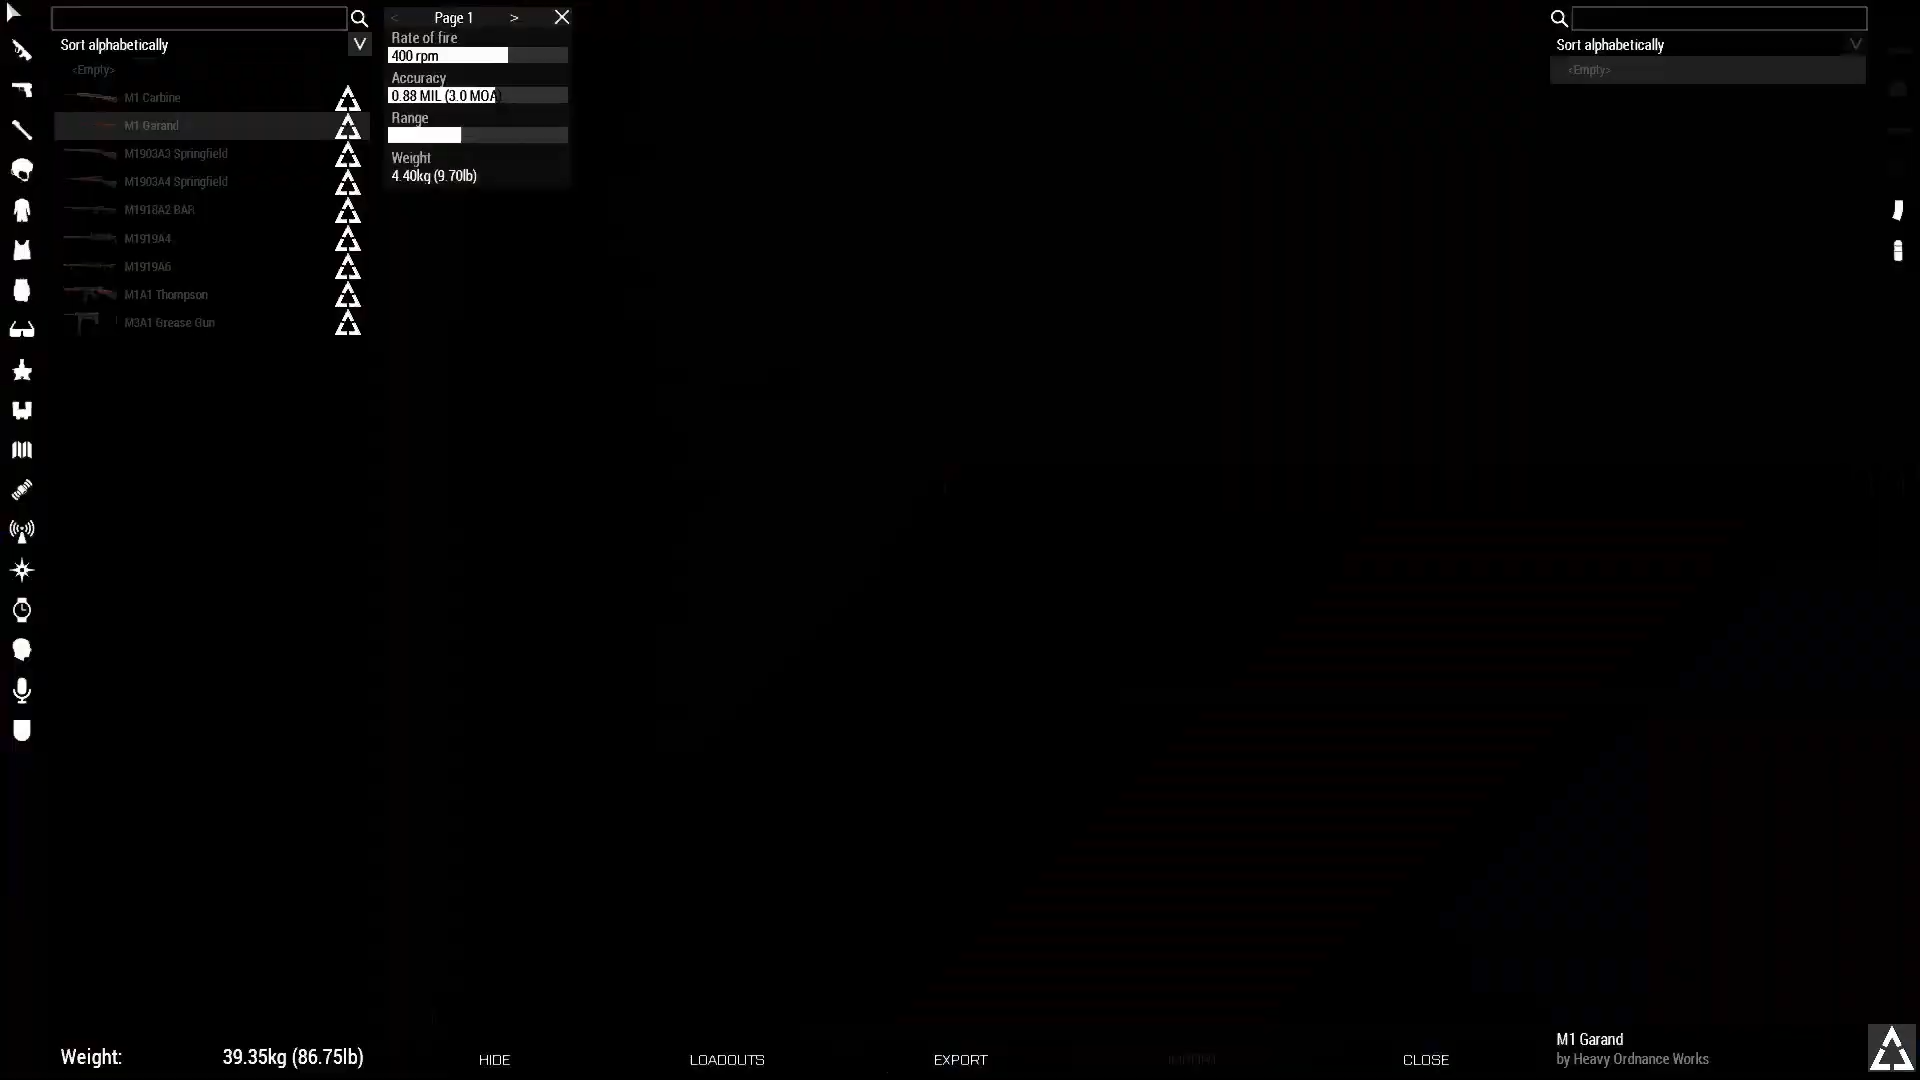 Sort alphabetically
<Empty>
M1 Carbine
M1 Garand
M1903A3 Springfield
M1903A4 Springfield
M1918A2 BAR
M1919A4
M1919A6
M1A1 Thompson
M3A1 Grease Gun
< Page 1 >
Rate of fire
400 rpm
Accuracy
0.88 MIL (3.0 MOA)
Range
Weight
4.40kg (9.70lb)
Sort alphabetically
<Empty>
Weight: 39.35kg (86.75lb)
HIDE
LOADOUTS
EXPORT
IMPORT
CLOSE
M1 Garand
by Heavy Ordnance Works